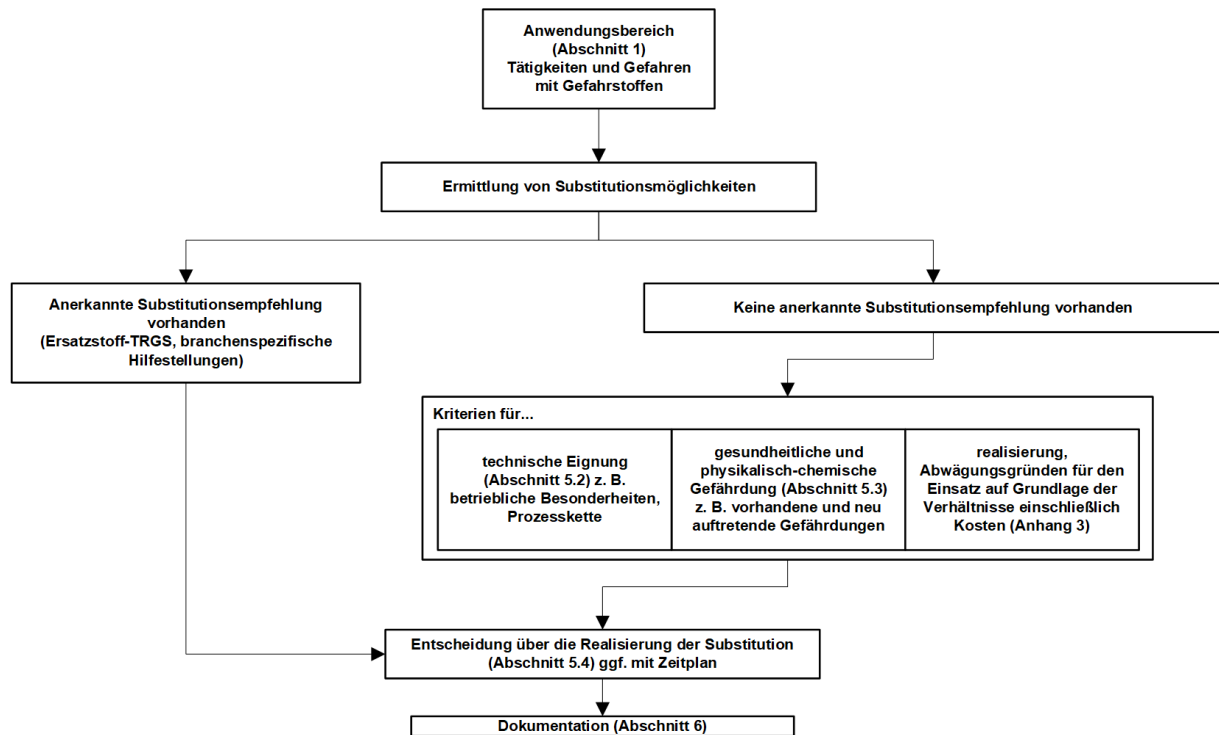 Anwendungsbereich
(Abschnitt 1)
Tätigkeiten und Gefahren
mit Gefahrstoffen
Ermittlung von Substitutionsmöglichkeiten
Anerkannte Substitutionsempfehlung
vorhanden
(Ersatzstoff-TRGS, branchenspezifische
Hilfestellungen)
Keine anerkannte Substitutionsempfehlung vorhanden
Kriterien für...
technische Eignung
(Abschnitt 5.2) z. B.
betriebliche Besonderheiten,
Prozesskette
gesundheitliche und
physikalisch-chemische
Gefährdung (Abschnitt 5.3)
z. B. vorhandene und neu
auftretende Gefährdungen
realisierung,
Abwägungsgründen für den
Einsatz auf Grundlage der
Verhältnisse einschließlich
Kosten (Anhang 3)
Entscheidung über die Realisierung der Substitution
(Abschnitt 5.4) ggf. mit Zeitplan
Dokumentation (Abschnitt 6)